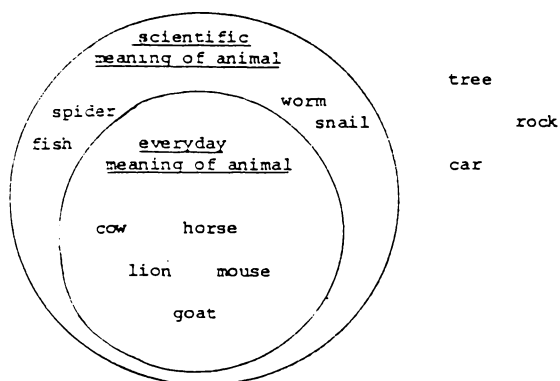 scientific
meaning of animal
tree
spider
worm
snail
rock
fish
everyday
meaning of animal
car
cow horse
lion mouse
goat